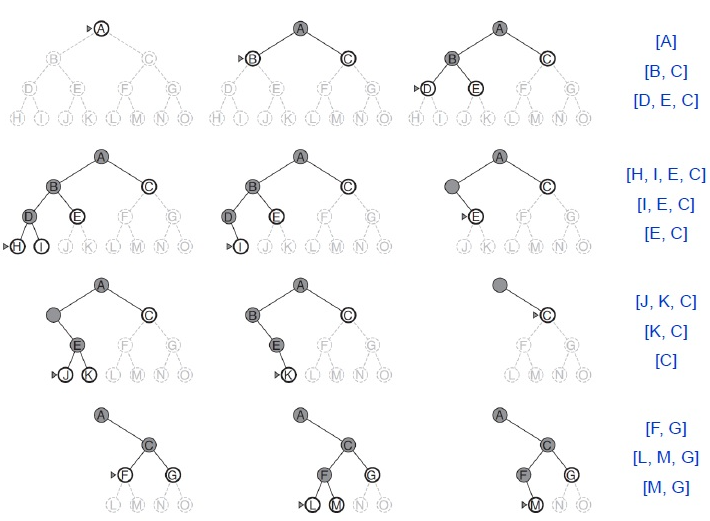 A
B C
D E F G
H I J K L M N O
A
B C
D E F G
H I J K L M N O
A
B C
D E F G
H I J K L M N O
[A]
[B, C]
[D, E, C]
A
B C
D E F G
H I J K L M N O
A
B C
D E F G
I J K L M N O
A
C
E F G
J K L M N O
[H, I, E, C]
[I, E, C]
[E, C]
A
C
E F G
J K L M N O
A
B C
E F G
K L M N O
C
F G
L M N O
[J, K, C]
[K, C]
[C]
A
C
F G
L M N O
A
C
F G
L M N O
A
C
F G
M N O
[F, G]
[L, M, G]
[M, G]